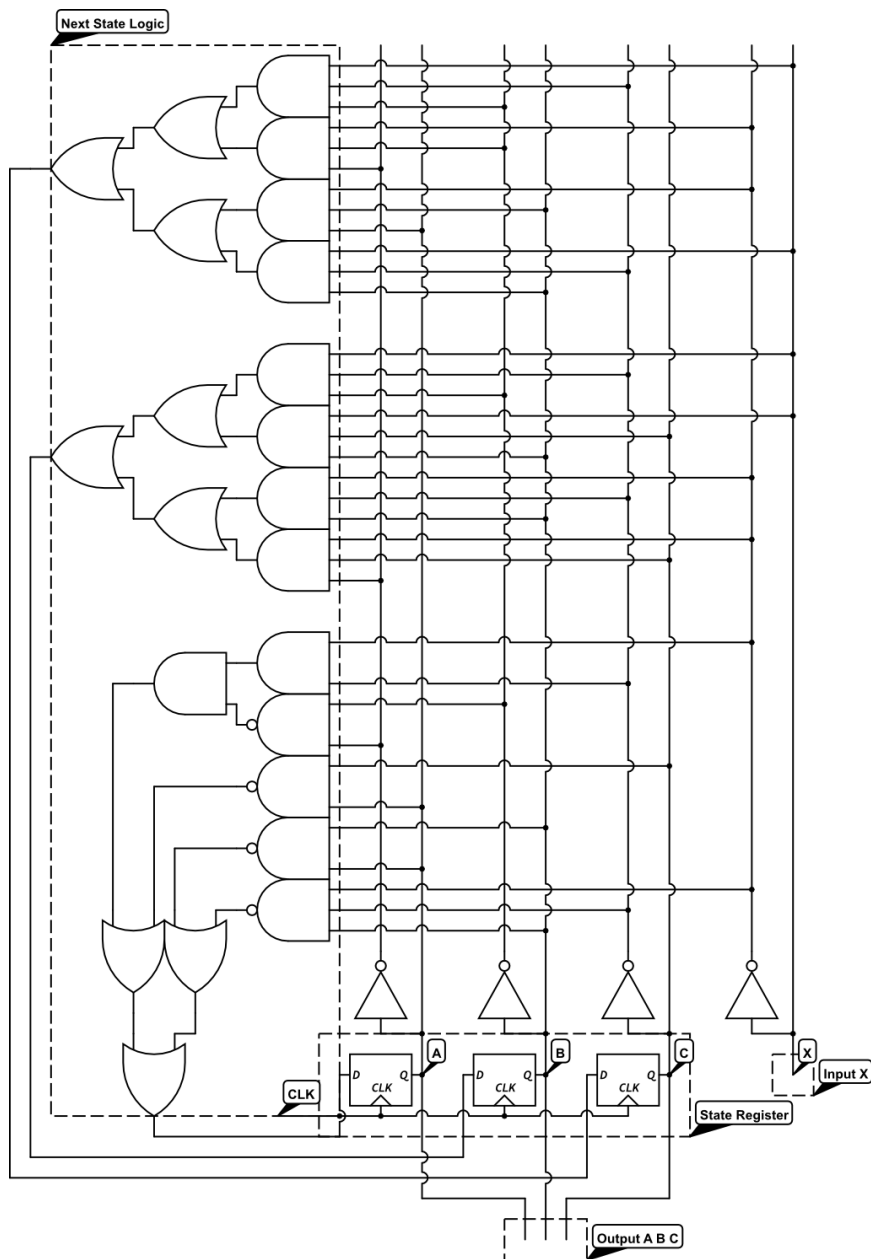 Next State Logic
A
B
C
X
D
Q
CLK
D
Q
CLK
D
Q
CLK
Input X
CLK
State Register
Output A B C